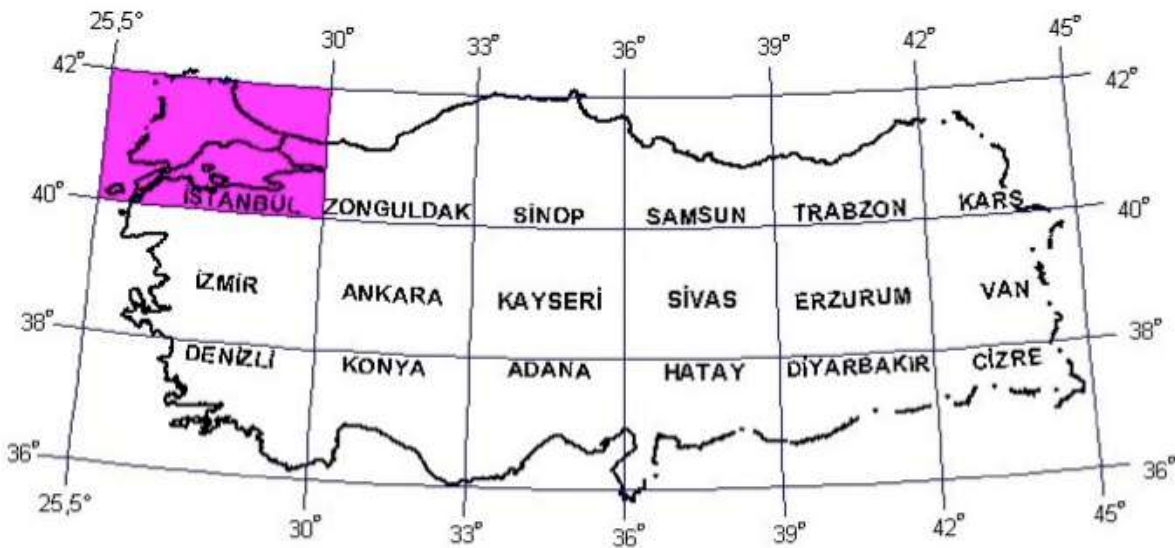 25,5° 30° 33° 36° 39° 42° 45°
42° 42°
İSTANBUL ZONGULDAK SİNOP SAMSUN TRABZON KARS
40° 40°
İZMİR ANKARA KAYSERİ SİVAS ERZURUM VAN
38° 38°
DENİZLİ KONYA ADANA HATAY DİYARBAKIR CİZRE
36° 36°
25,5° 30° 33° 36° 39° 42° 45°